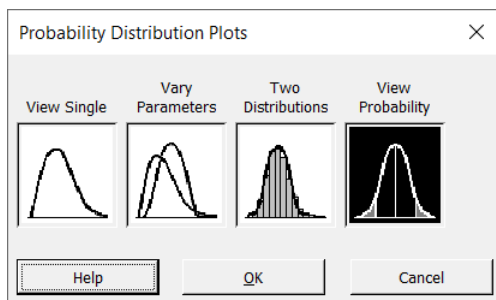 Probability Distribution Plots
View Single
Vary
Parameters
Two
Distributions
View
Probability
Help
OK
Cancel